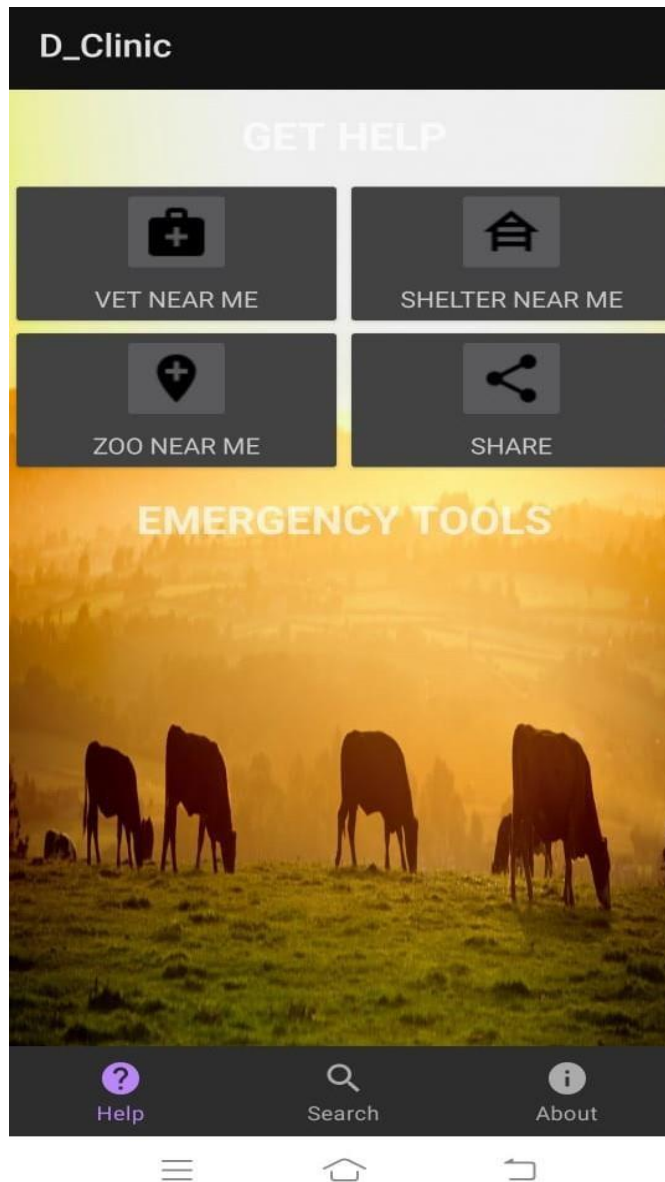 D_Clinic
GET HELP
VET NEAR ME
SHELTER NEAR ME
ZOO NEAR ME
SHARE
EMERGENCY TOOLS
Help
Search
About